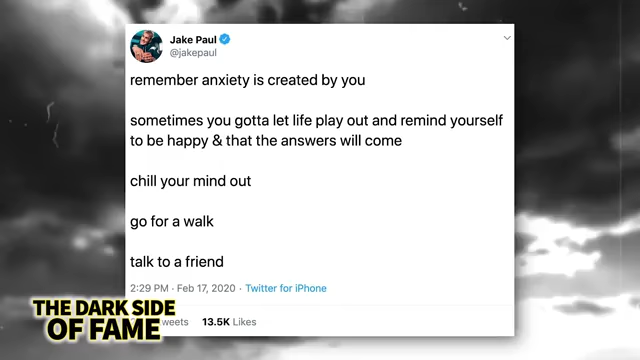 Jake Paul
@jakepaul
remember anxiety is created by you
sometimes you gotta let life play out and remind yourself
to be happy & that the answers will come
chill your mind out
go for a walk
talk to a friend
2:29 PM · Feb 17, 2020 · Twitter for iPhone
13.5K Likes
THE DARK SIDE
OF FAME